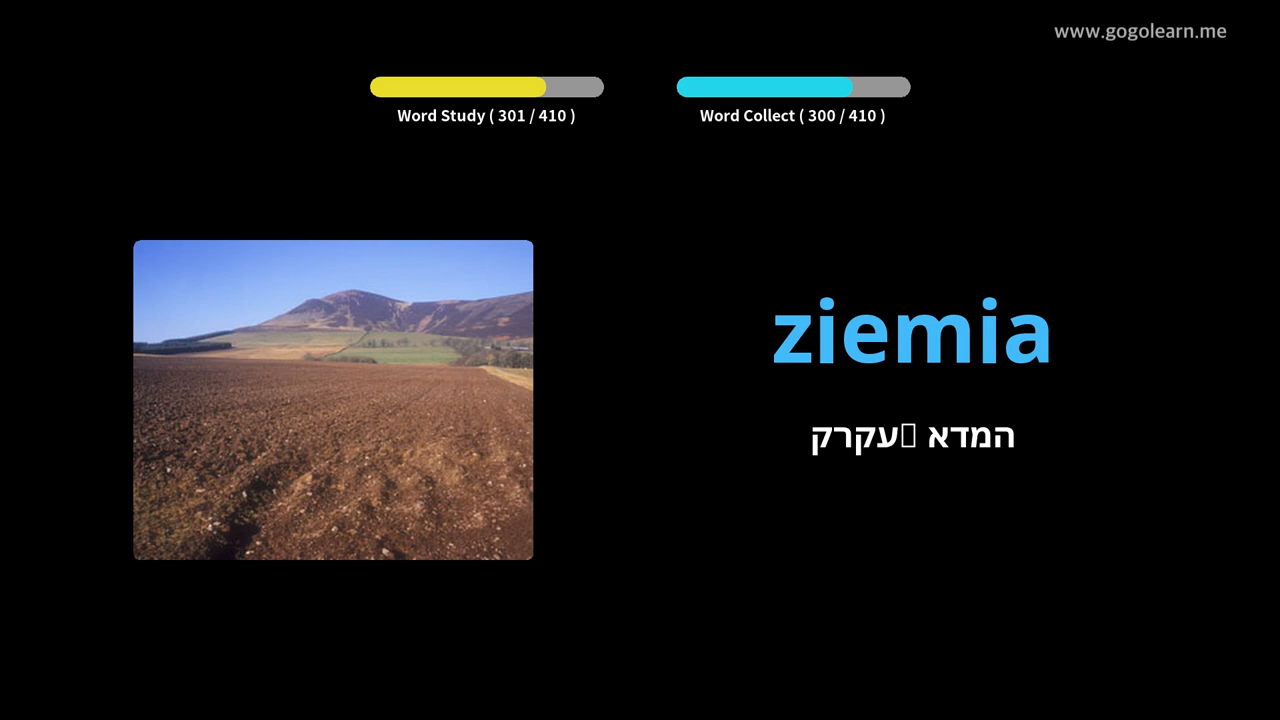 www.gogolearn.me
Word Study ( 301 / 410 )
Word Collect ( 300 / 410 )
ziemia
המדא עקרק